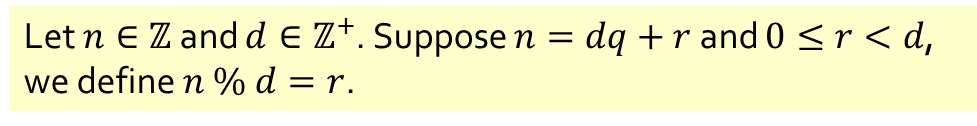 Let n ∈ ℤ and d ∈ ℤ⁺. Suppose n = dq + r and 0 ≤ r < d,
we define n % d = r.